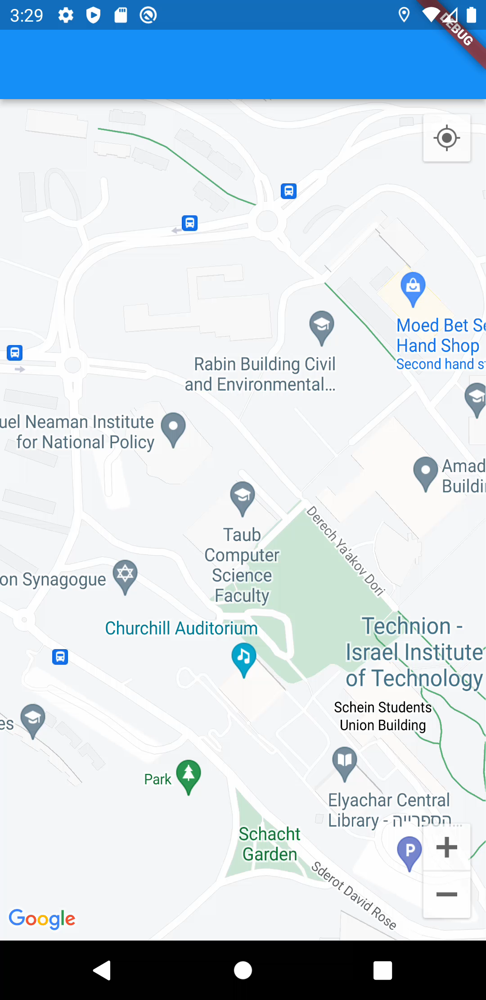 3:29
DEBUG
Moed Bet Se
Hand Shop
Second hand st
Rabin Building Civil
and Environmental...
uel Neaman Institute
for National Policy
Amad
Buildi
Derech Ya'akov Dori
Taub
Computer
Science
Faculty
on Synagogue
Churchill Auditorium
Technion -
Israel Institute
of Technology
Schein Students
Union Building
es
Park
Elyachar Central
Library - הספרייה...
Schacht
Garden
P
Sderot David Rose
Google